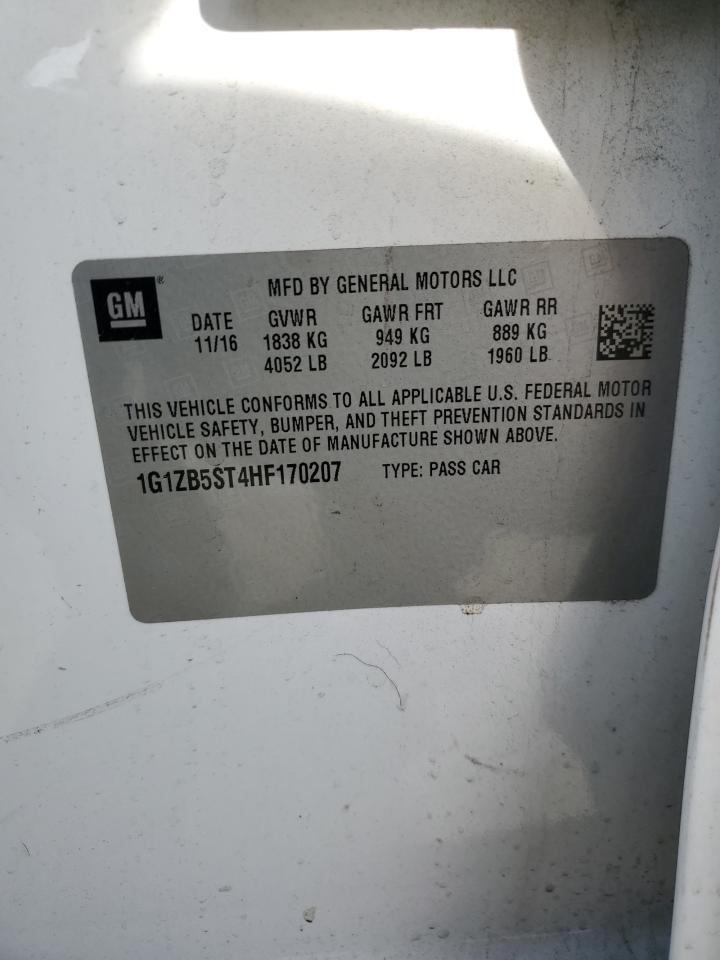 GM ® MFD BY GENERAL MOTORS LLC
DATE GVWR GAWR FRT GAWR RR
11/16 1838 KG 949 KG 889 KG
4052 LB 2092 LB 1960 LB
THIS VEHICLE CONFORMS TO ALL APPLICABLE U.S. FEDERAL MOTOR
VEHICLE SAFETY, BUMPER, AND THEFT PREVENTION STANDARDS IN
EFFECT ON THE DATE OF MANUFACTURE SHOWN ABOVE.
1G1ZB5ST4HF170207 TYPE: PASS CAR